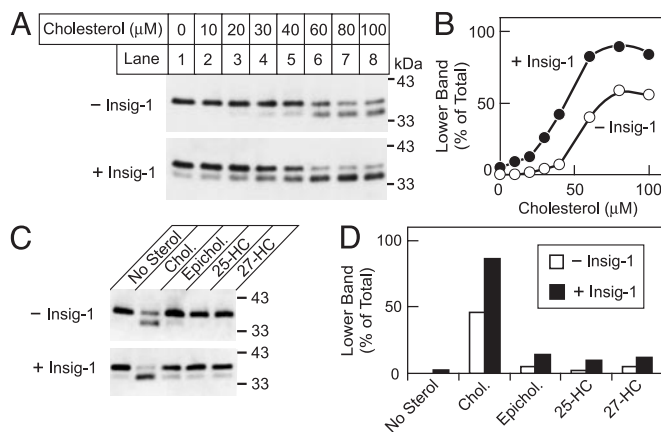 A
Cholesterol (µM) 0 10 20 30 40 60 80 100
Lane 1 2 3 4 5 6 7 8
kDa
– Insig-1
43
33
+ Insig-1
43
33
B
Lower Band
(% of Total)
100
50
0
+ Insig-1
– Insig-1
0 50 100
Cholesterol (µM)
C
No Sterol
Chol.
Epichol.
25-HC
27-HC
– Insig-1
43
33
+ Insig-1
43
33
D
Lower Band
(% of Total)
100
50
0
– Insig-1
+ Insig-1
No Sterol
Chol.
Epichol.
25-HC
27-HC